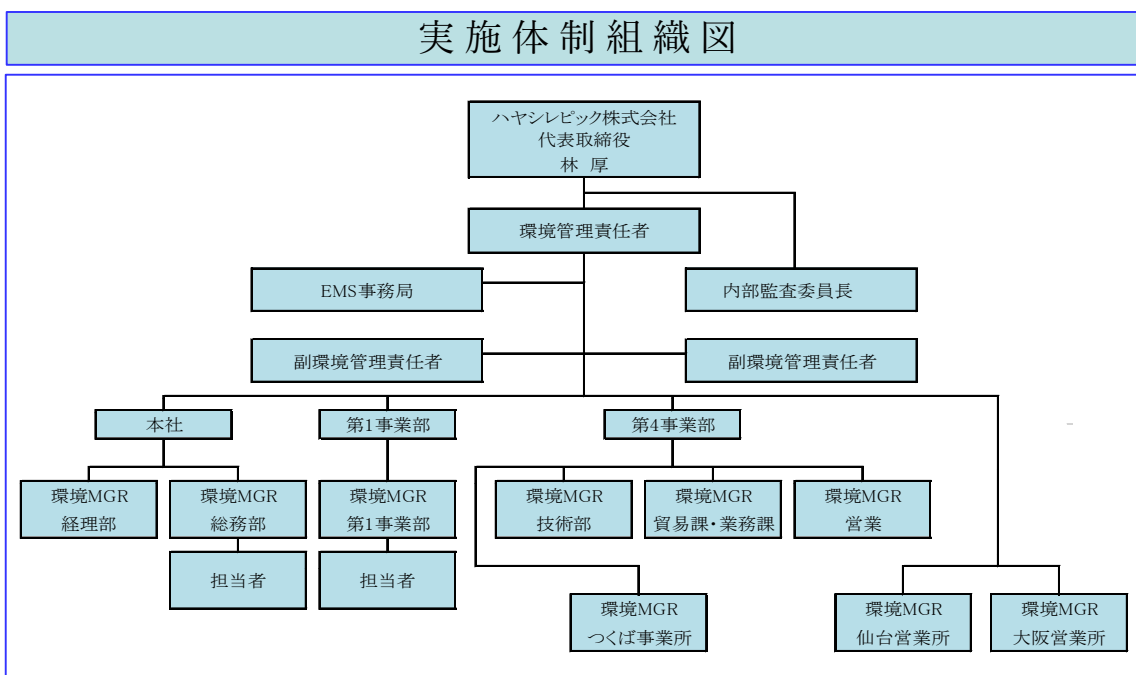 実施体制組織図
ハヤシレピック株式会社
代表取締役
林 厚
環境管理責任者
EMS事務局
内部監査委員長
副環境管理責任者
副環境管理責任者
本社
第1事業部
第4事業部
環境MGR
経理部
環境MGR
総務部
環境MGR
第1事業部
環境MGR
技術部
環境MGR
貿易課・業務課
環境MGR
営業
担当者
担当者
環境MGR
つくば事業所
環境MGR
仙台営業所
環境MGR
大阪営業所